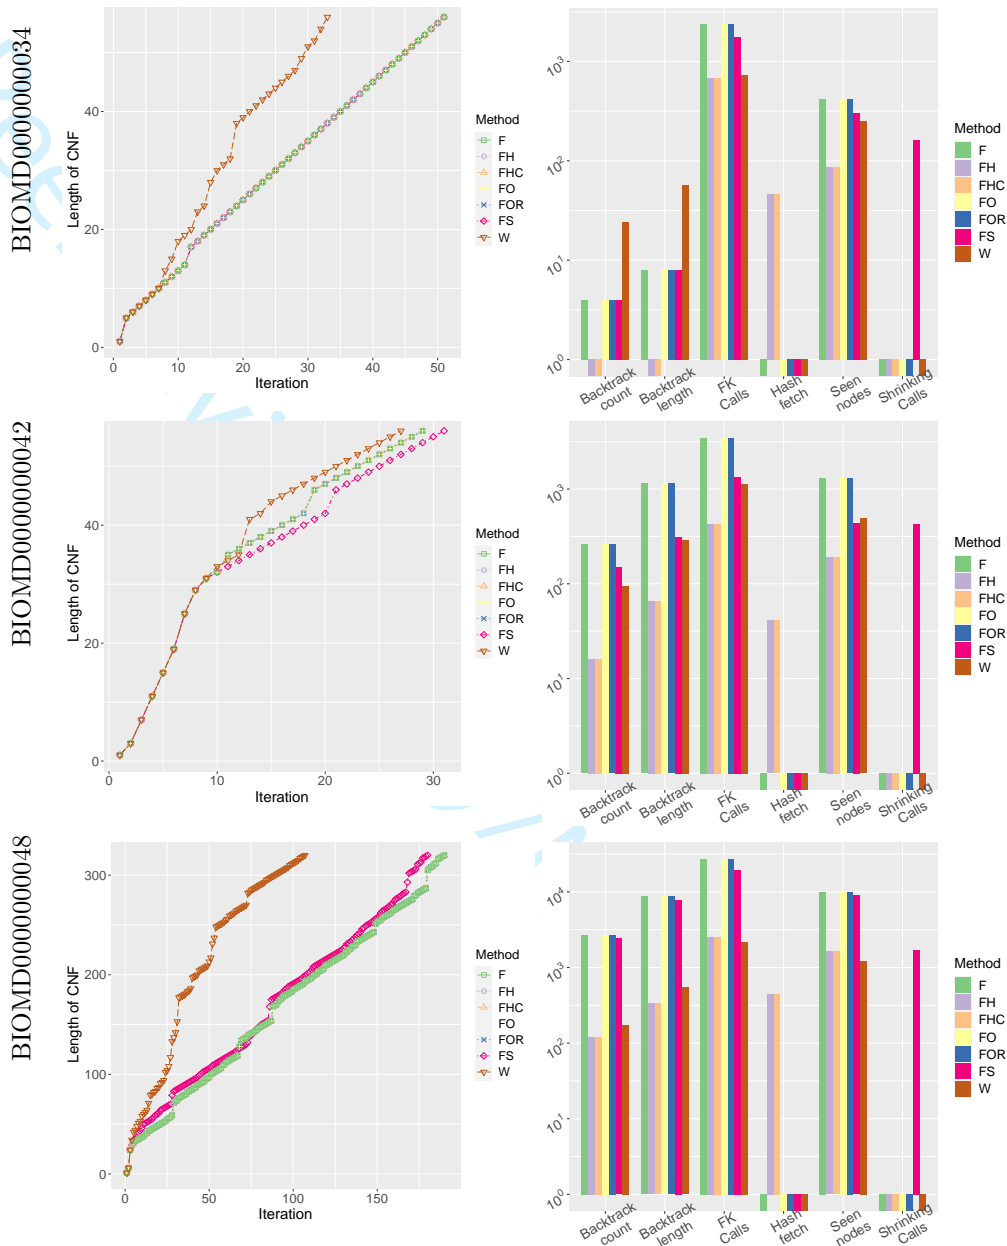 BIOMD0000000034
Length of CNF
40
20
0
0
10
20
30
40
50
Iteration
Method
F
FH
FHC
FO
FOR
FS
W
10^3
10^2
10^1
10^0
Backtrack count
Backtrack length
FK Calls
Hash fetch
Seen nodes
Shrinking Calls
Method
F
FH
FHC
FO
FOR
FS
W
BIOMD0000000042
Length of CNF
40
20
0
0
10
20
30
Iteration
Method
F
FH
FHC
FO
FOR
FS
W
10^3
10^2
10^1
10^0
Backtrack count
Backtrack length
FK Calls
Hash fetch
Seen nodes
Shrinking Calls
Method
F
FH
FHC
FO
FOR
FS
W
BIOMD0000000048
Length of CNF
300
200
100
0
0
50
100
150
Iteration
Method
F
FH
FHC
FO
FOR
FS
W
10^4
10^3
10^2
10^1
10^0
Backtrack count
Backtrack length
FK Calls
Hash fetch
Seen nodes
Shrinking Calls
Method
F
FH
FHC
FO
FOR
FS
W